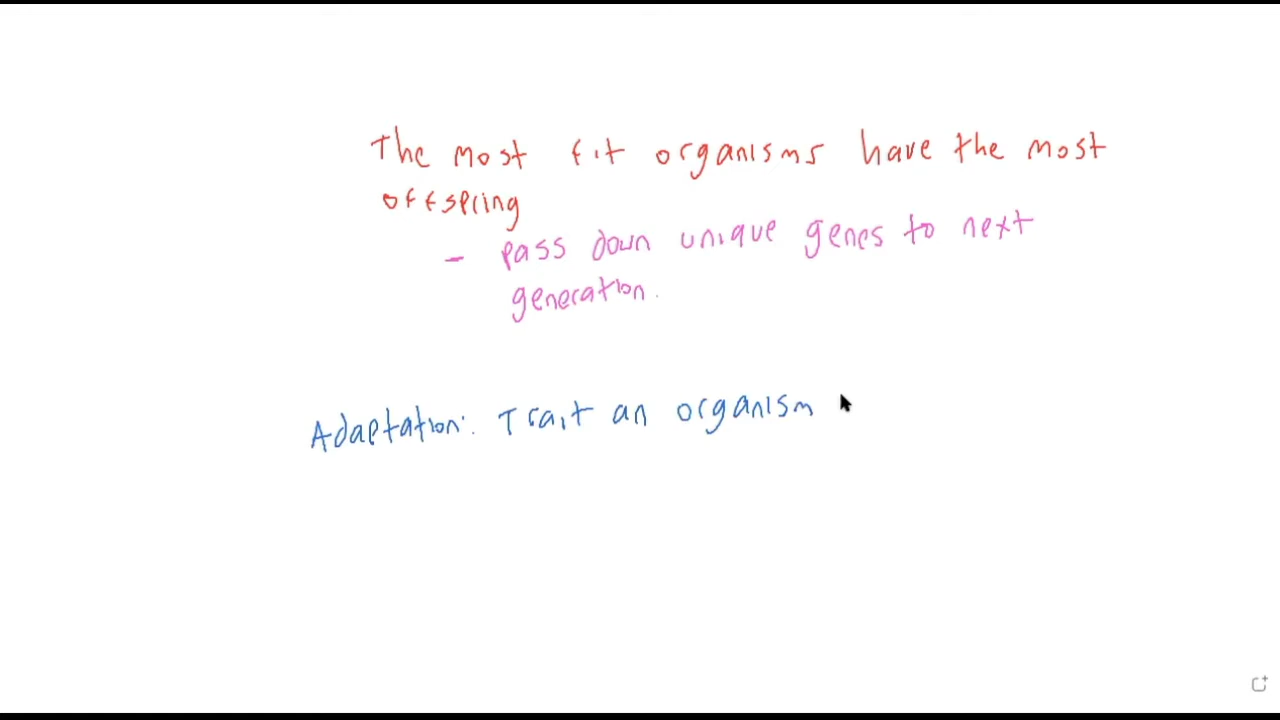 The most fit organisms have the most
offspring
- pass down unique genes to next
generation.
Adaptation: Trait an organism